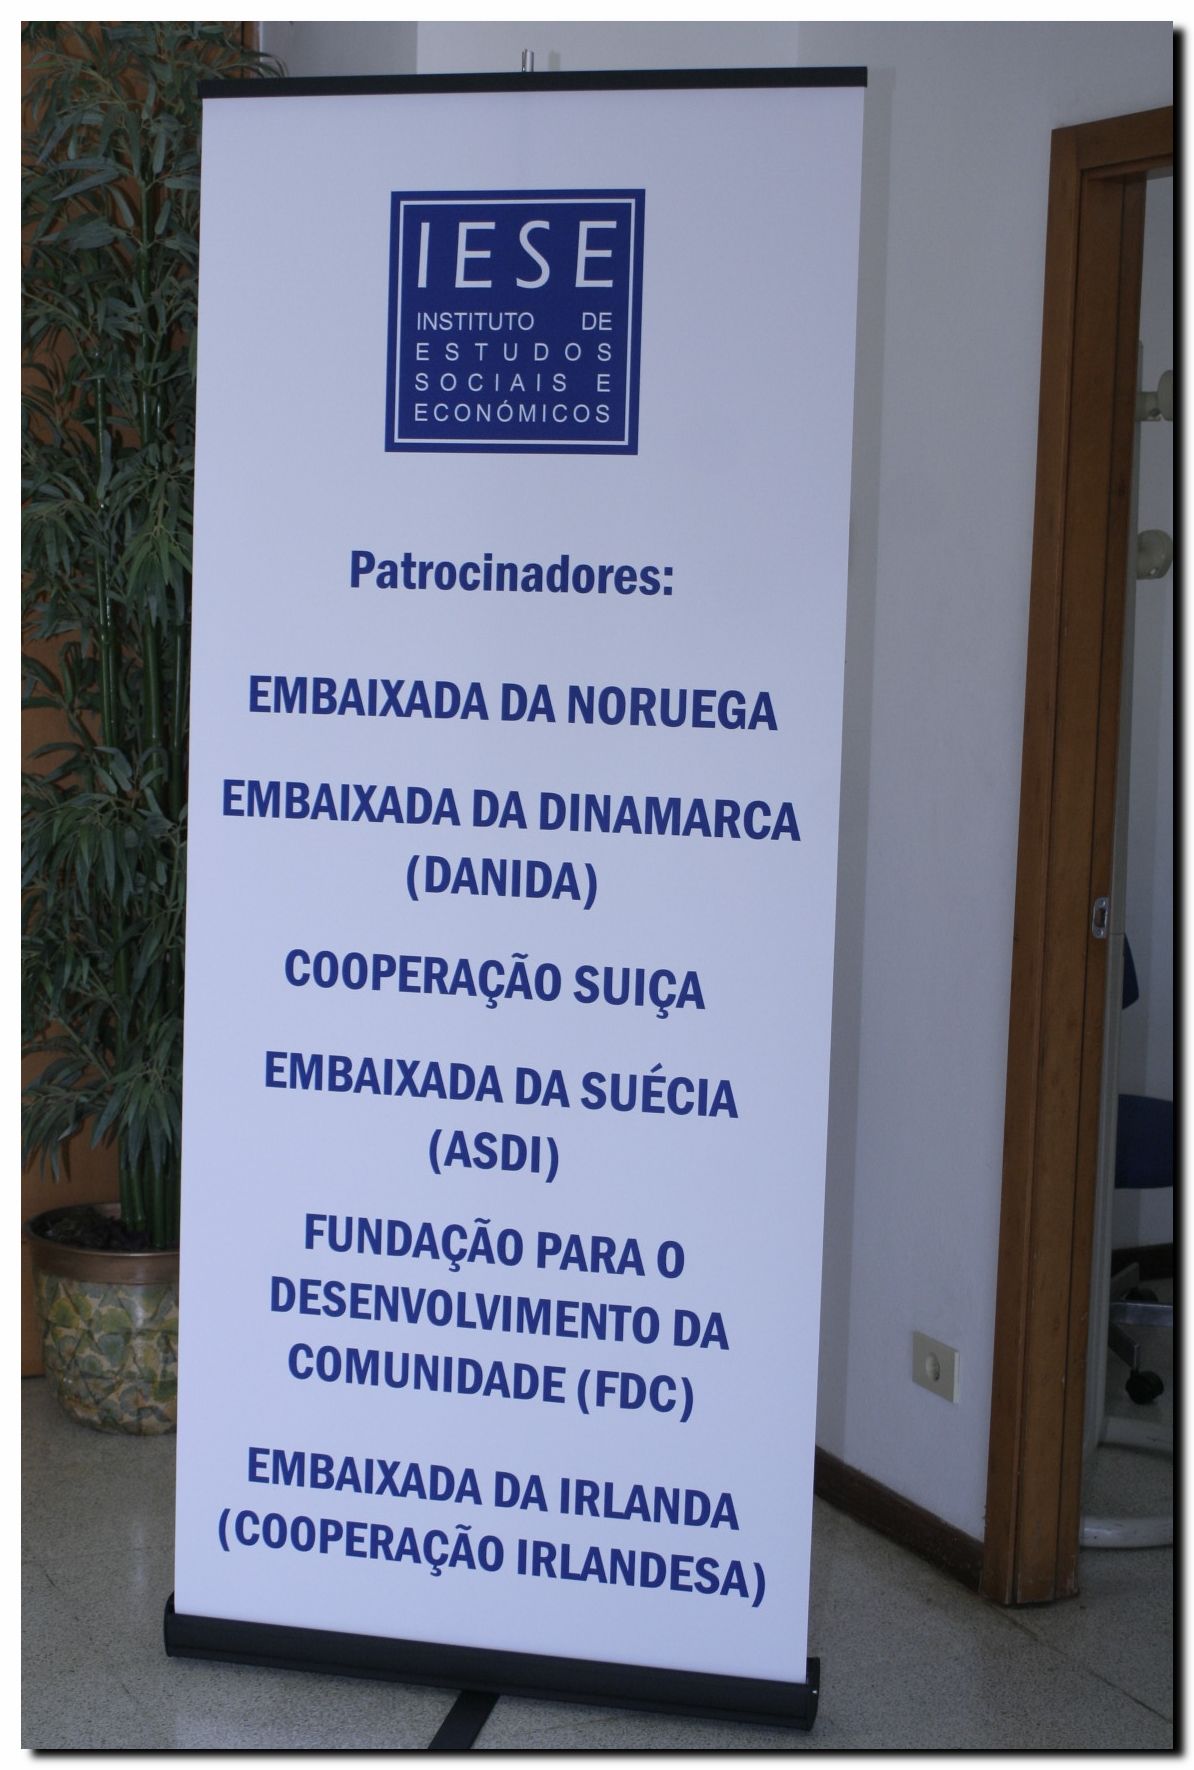 IESE
INSTITUTO DE
ESTUDOS
SOCIAIS E
ECONÓMICOS
Patrocinadores:
EMBAIXADA DA NORUEGA
EMBAIXADA DA DINAMARCA
(DANIDA)
COOPERAÇÃO SUIÇA
EMBAIXADA DA SUÉCIA
(ASDI)
FUNDAÇÃO PARA O
DESENVOLVIMENTO DA
COMUNIDADE (FDC)
EMBAIXADA DA IRLANDA
(COOPERAÇÃO IRLANDESA)